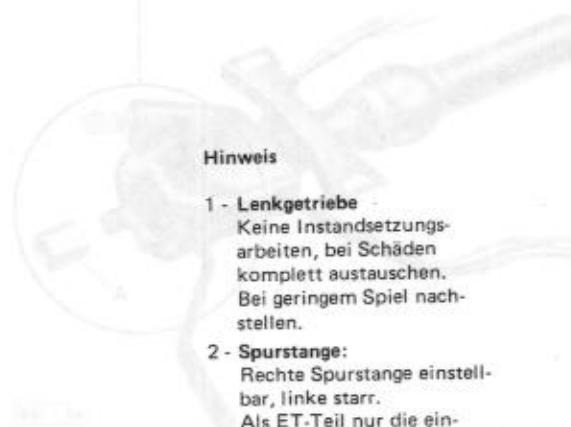 Hinweis
1 - Lenkgetriebe
Keine Instandsetzungs-
arbeiten, bei Schäden
komplett austauschen.
Bei geringem Spiel nach-
stellen.
2 - Spurstange:
Rechte Spurstange einstell-
bar, linke starr.
Als ET-Teil nur die ein-